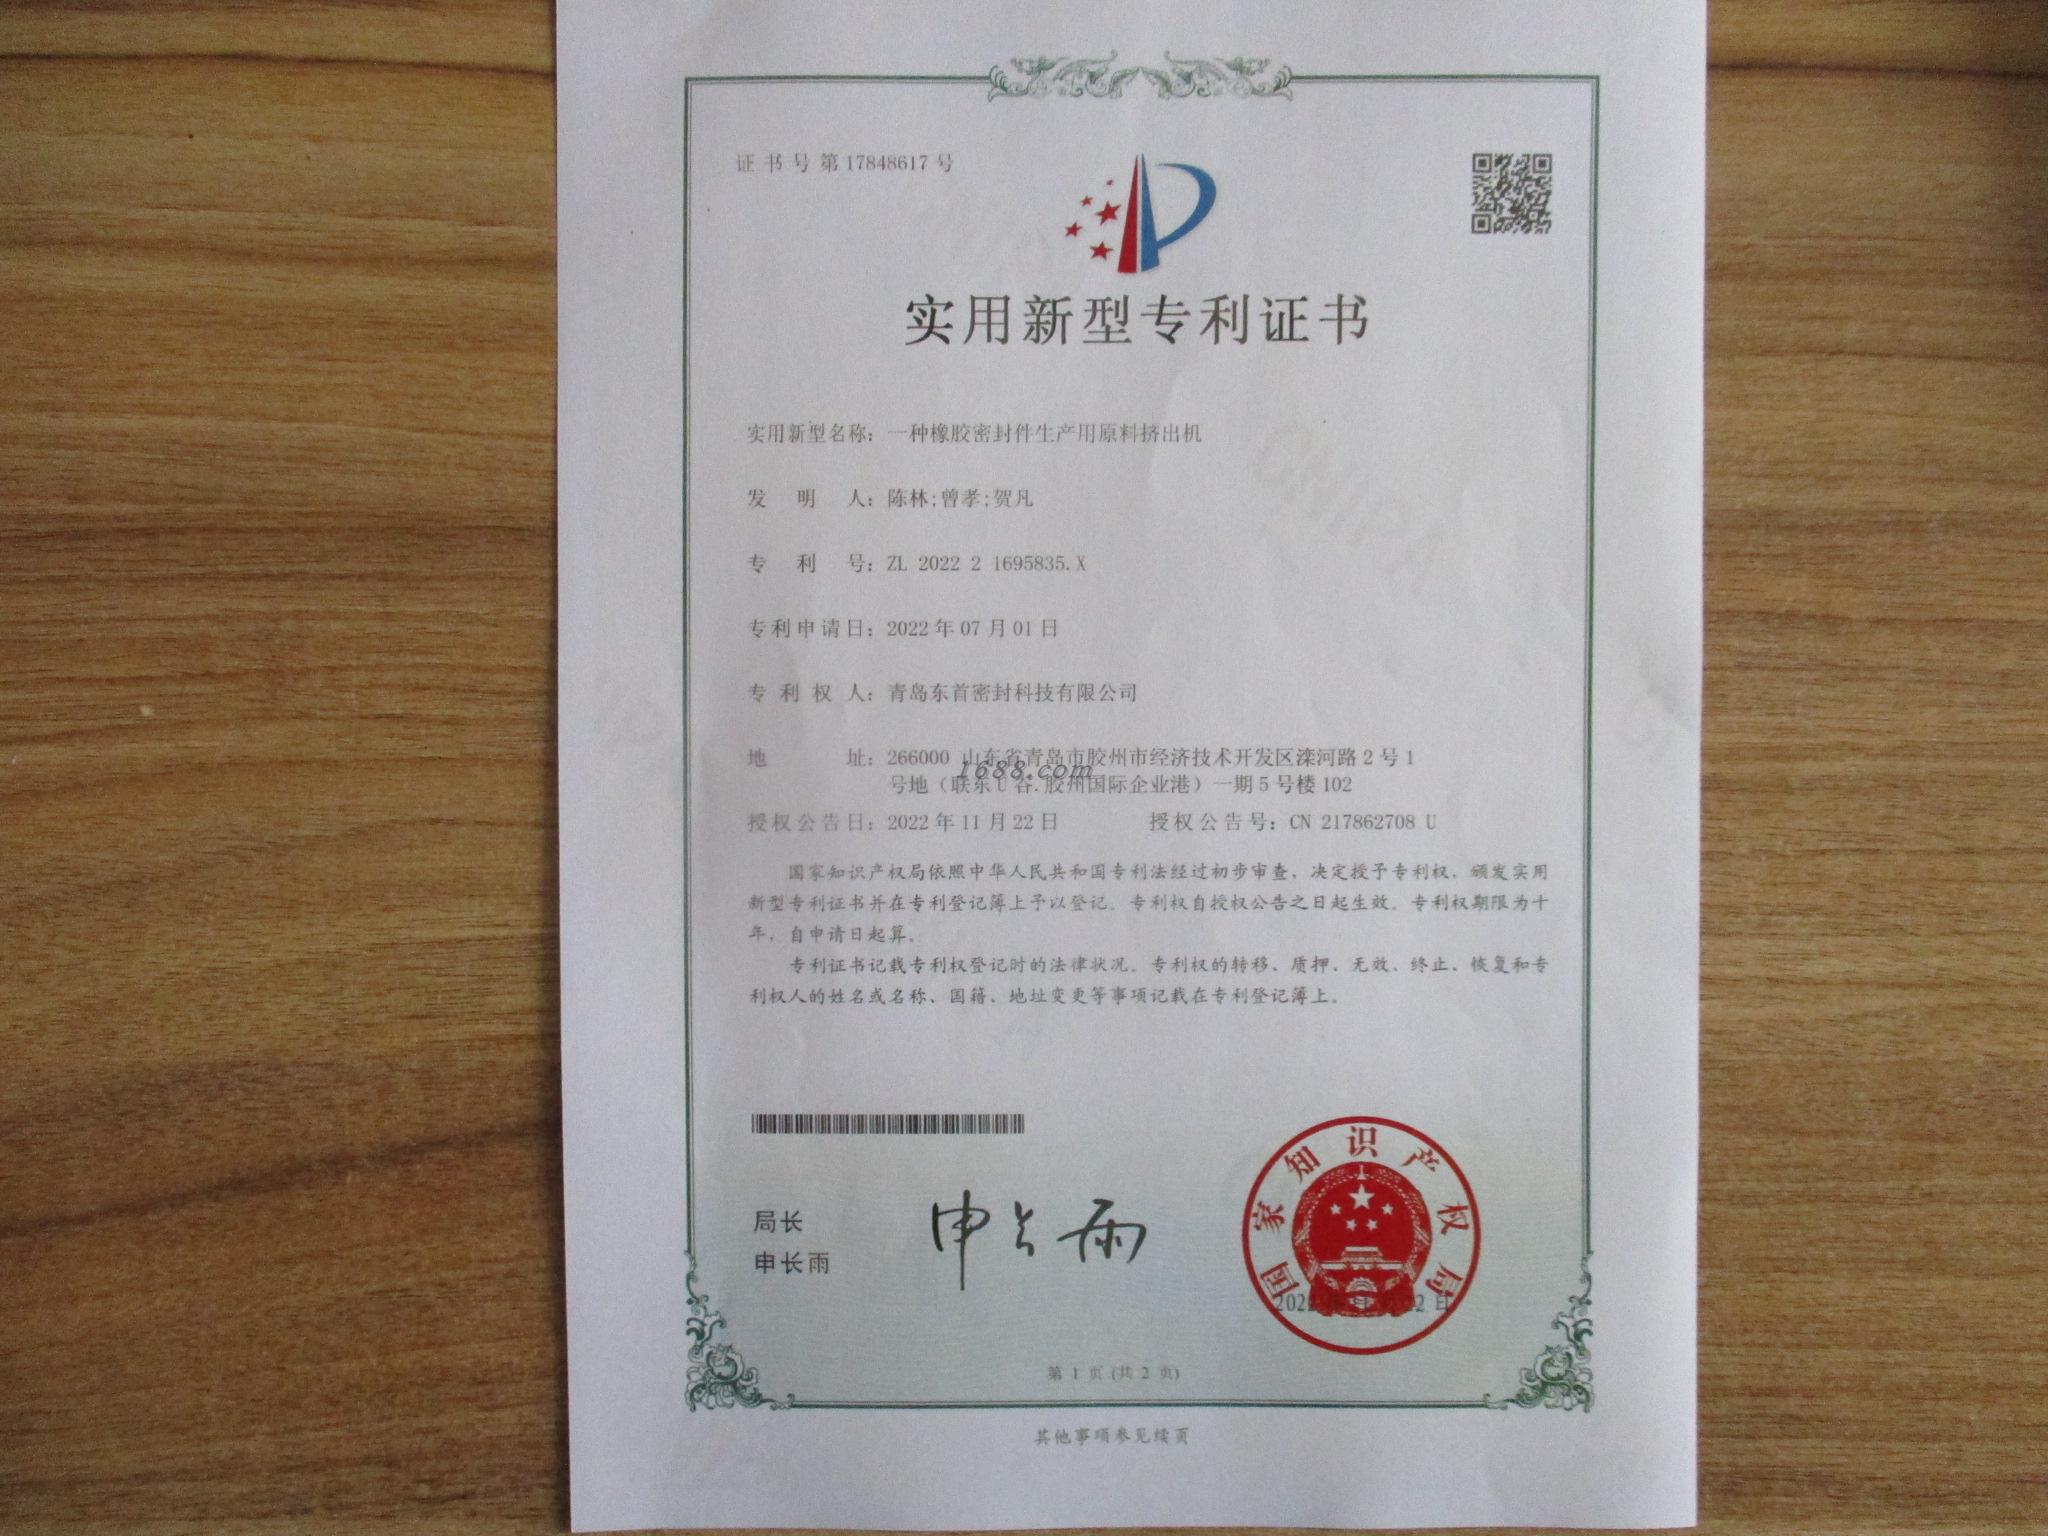 证书号第17848617号
实用新型专利证书
实用新型名称：一种橡胶密封件生产用原料挤出机
发明人：陈林;曾孝;贺凡
专利号：ZL 2022 2 1695835.X
专利申请日：2022年07月01日
专利权人：青岛东首密封科技有限公司
地址：266000 山东省青岛市胶州市经济技术开发区滦河路2号1
1688.com
号地（联东U谷.胶州国际企业港）一期5号楼102
授权公告日：2022年11月22日 授权公告号：CN 217862708 U
国家知识产权局依照中华人民共和国专利法经过初步审查，决定授予专利权，颁发实用
新型专利证书并在专利登记簿上予以登记。专利权自授权公告之日起生效。专利权期限为十
年，自申请日起算。
专利证书记载专利权登记时的法律状况。专利权的转移、质押、无效、终止、恢复和专
利权人的姓名或名称、国籍、地址变更等事项记载在专利登记簿上。
局长
申长雨
申长雨
国家知识产权局
第 1 页 (共 2 页)
其他事项参见续页